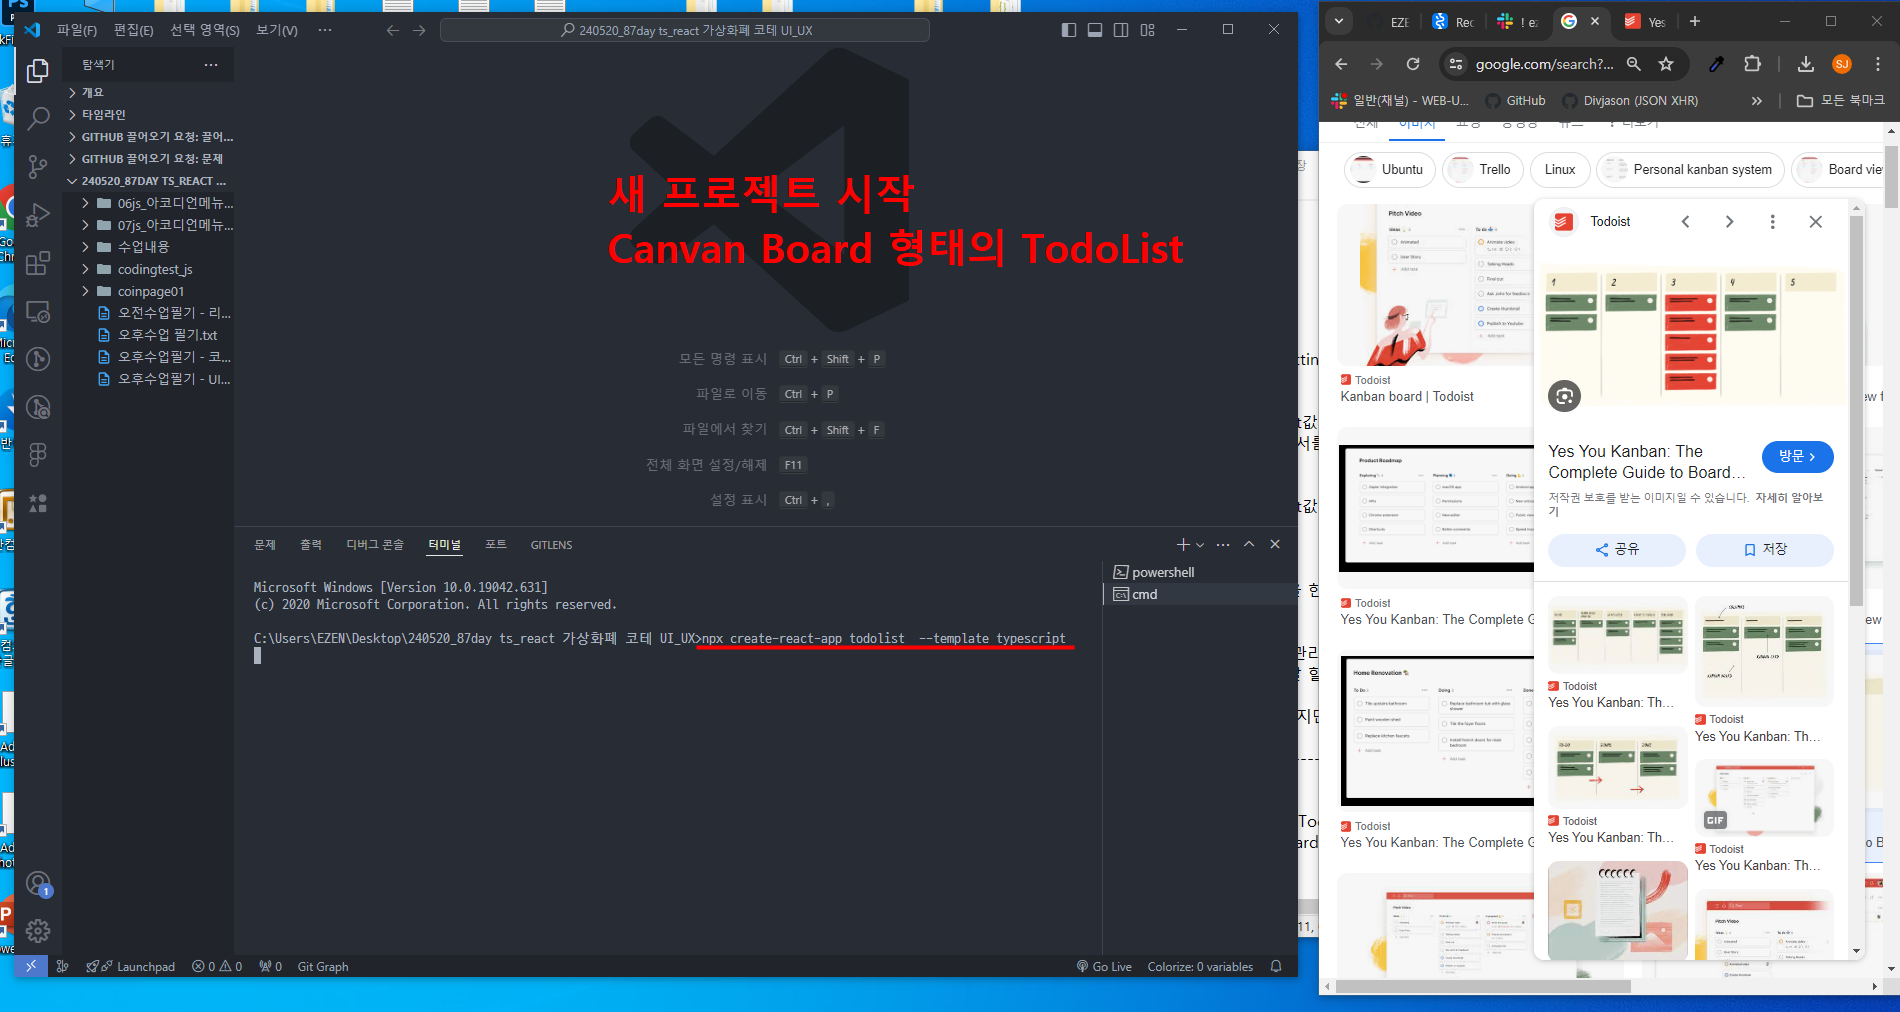 파일(F) 편집(E) 선택 영역(S) 보기(V) ···
240520_87day ts_react 가상화폐 코테 UI_UX
탐색기
개요
타임라인
GITHUB 끌어오기 요청: 끌어...
GITHUB 끌어오기 요청: 문제
240520_87DAY TS_REACT ...
06js_아코디언메뉴...
07js_아코디언메뉴...
수업내용
codingtest_js
coinpage01
오전수업필기 - 리...
오후수업 필기.txt
오후수업필기 - 코...
오후수업필기 - UI...
새 프로젝트 시작
Canvan Board 형태의 TodoList
모든 명령 표시 Ctrl + Shift + P
파일로 이동 Ctrl + P
파일에서 찾기 Ctrl + Shift + F
전체 화면 설정/해제 F11
설정 표시 Ctrl + ,
문제 출력 디버그 콘솔 터미널 포트 GITLENS
powershell
cmd
Microsoft Windows [Version 10.0.19042.631]
(c) 2020 Microsoft Corporation. All rights reserved.
C:\Users\EZEN\Desktop\240520_87day ts_react 가상화폐 코테 UI_UX>npx create-react-app todolist  --template typescript
1
Launchpad 0 0 0 Git Graph
Go Live Colorize: 0 variables
EZE Rec ! ez Yes
google.com/search?...
SJ
일반(채널) - WEB-U... GitHub Divjason (JSON XHR) » 모든 북마크
Ubuntu Trello Linux Personal kanban system Board vie
Pitch Video
Todoist
Kanban board | Todoist
Product Roadmap
Todoist
Yes You Kanban: The Complete G
Home Renovation
To Do
Doing
Todoist
Yes You Kanban: The Complete G
Todoist
1 2 3 4 5
Yes You Kanban: The
Complete Guide to Board...
방문
저작권 보호를 받는 이미지일 수 있습니다. 자세히 알아보
기
공유 저장
Todoist
Yes You Kanban: Th...
Todoist
Yes You Kanban: Th...
Todoist
Yes You Kanban: Th...
GIF
Todoist
Yes You Kanban: Th...
Pitch Video